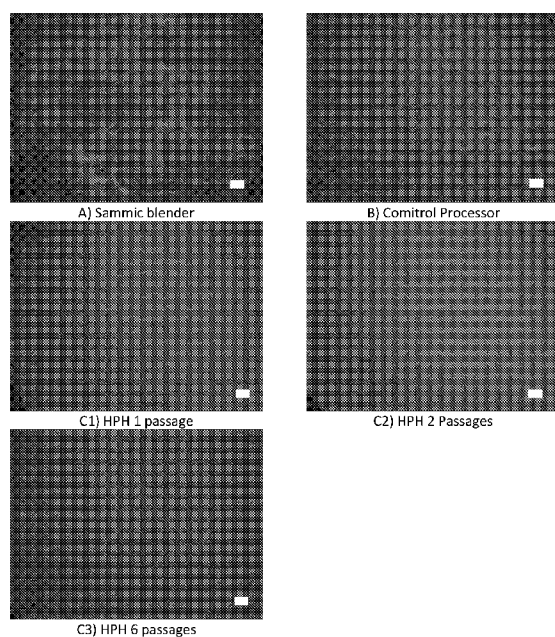 A) Sammic blender
B) Comitrol Processor
C1) HPH 1 passage
C2) HPH 2 Passages
C3) HPH 6 passages